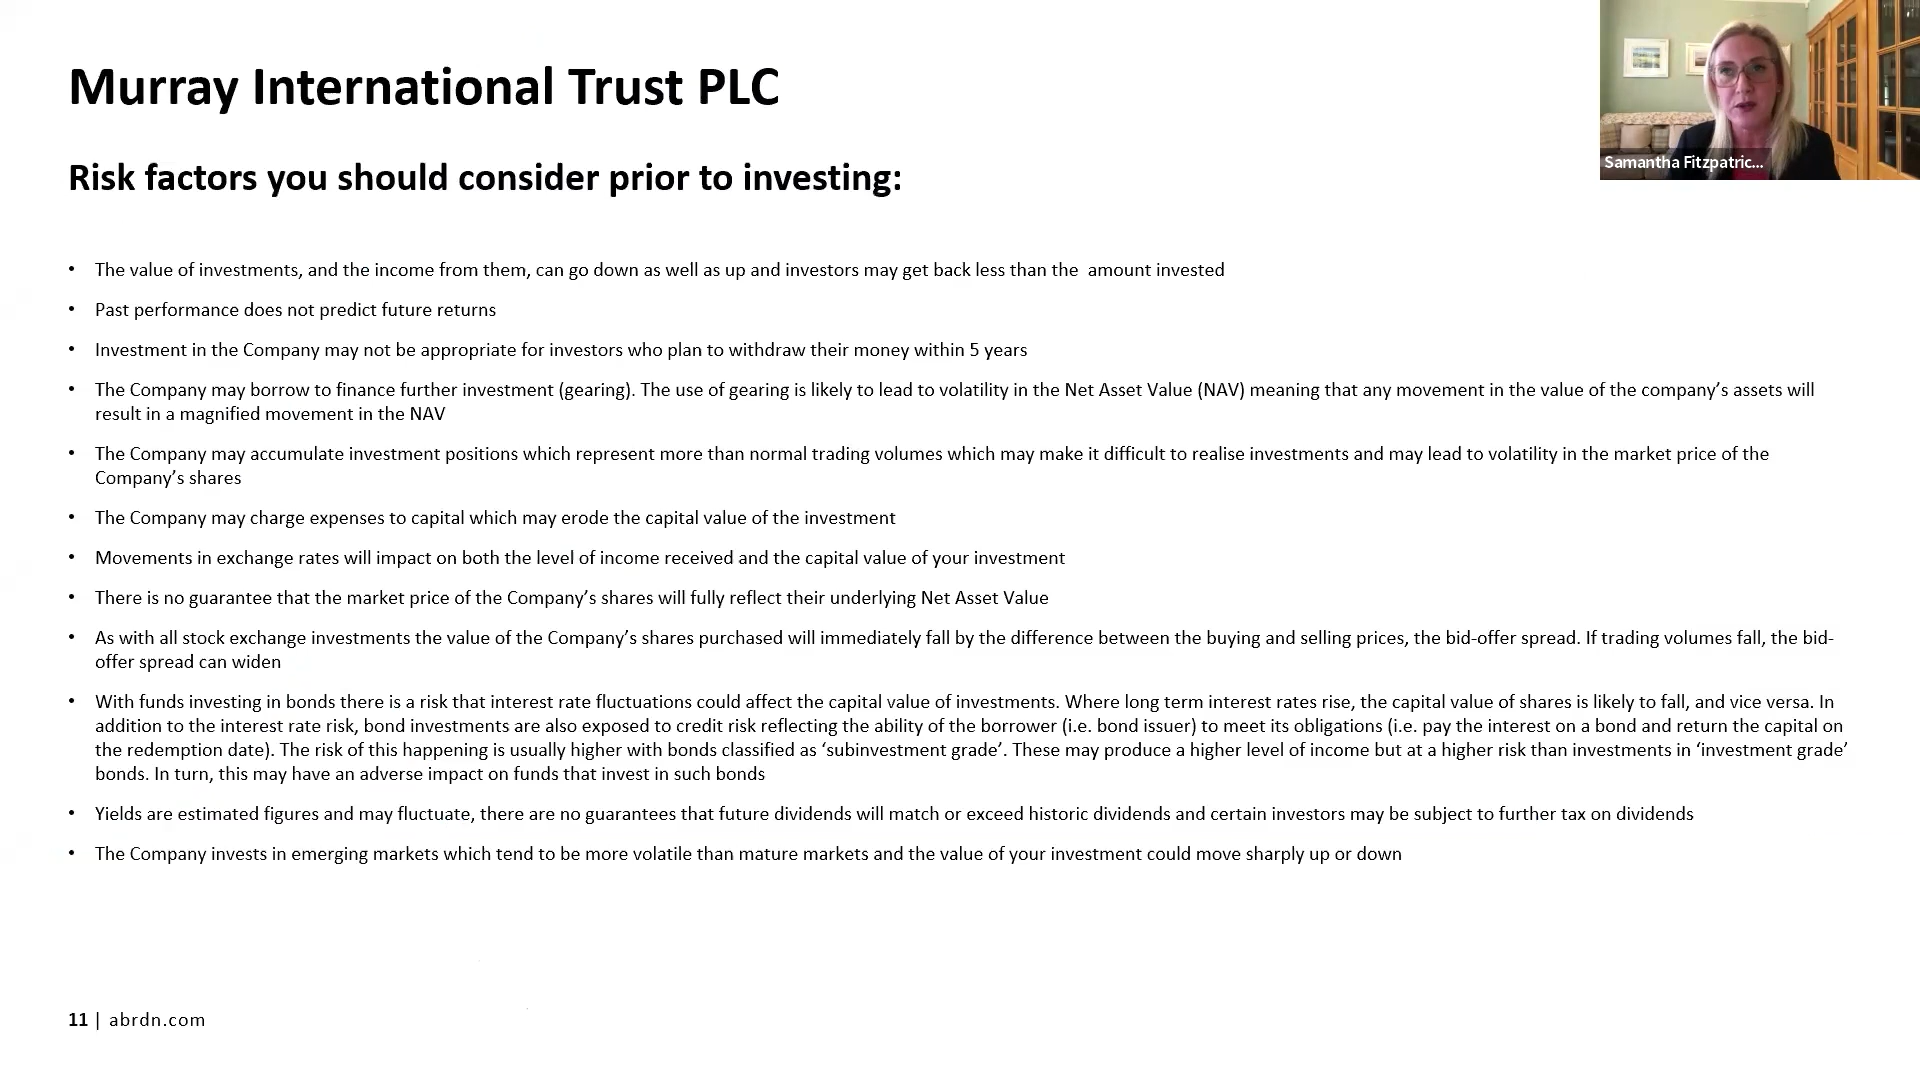 Murray International Trust PLC
Samantha Fitzpatric...
Risk factors you should consider prior to investing:
• The value of investments, and the income from them, can go down as well as up and investors may get back less than the amount invested
• Past performance does not predict future returns
• Investment in the Company may not be appropriate for investors who plan to withdraw their money within 5 years
• The Company may borrow to finance further investment (gearing). The use of gearing is likely to lead to volatility in the Net Asset Value (NAV) meaning that any movement in the value of the company’s assets will
result in a magnified movement in the NAV
• The Company may accumulate investment positions which represent more than normal trading volumes which may make it difficult to realise investments and may lead to volatility in the market price of the
Company’s shares
• The Company may charge expenses to capital which may erode the capital value of the investment
• Movements in exchange rates will impact on both the level of income received and the capital value of your investment
• There is no guarantee that the market price of the Company’s shares will fully reflect their underlying Net Asset Value
• As with all stock exchange investments the value of the Company’s shares purchased will immediately fall by the difference between the buying and selling prices, the bid-offer spread. If trading volumes fall, the bid-
offer spread can widen
• With funds investing in bonds there is a risk that interest rate fluctuations could affect the capital value of investments. Where long term interest rates rise, the capital value of shares is likely to fall, and vice versa. In
addition to the interest rate risk, bond investments are also exposed to credit risk reflecting the ability of the borrower (i.e. bond issuer) to meet its obligations (i.e. pay the interest on a bond and return the capital on
the redemption date). The risk of this happening is usually higher with bonds classified as ‘subinvestment grade’. These may produce a higher level of income but at a higher risk than investments in ‘investment grade’
bonds. In turn, this may have an adverse impact on funds that invest in such bonds
• Yields are estimated figures and may fluctuate, there are no guarantees that future dividends will match or exceed historic dividends and certain investors may be subject to further tax on dividends
• The Company invests in emerging markets which tend to be more volatile than mature markets and the value of your investment could move sharply up or down
11 | abrdn.com